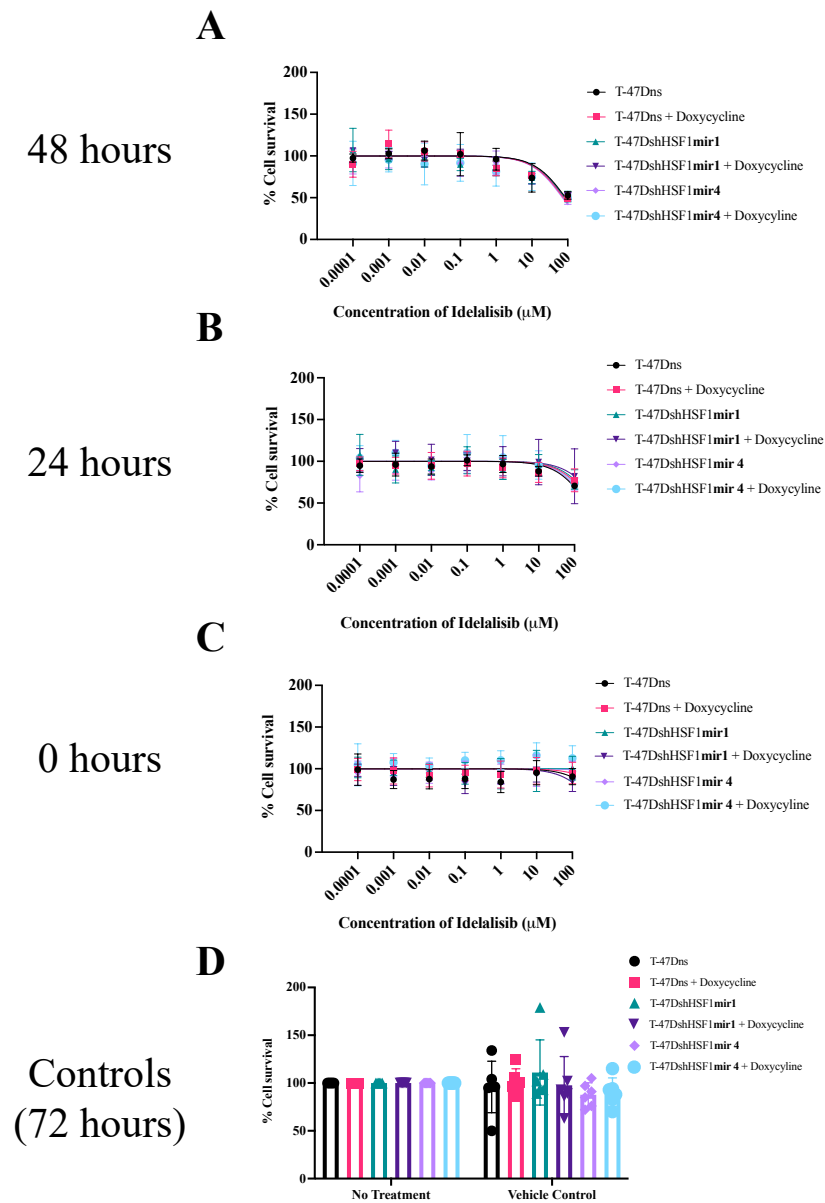 A
48 hours
% Cell survival
200
150
100
50
0
0.0001
0.001
0.01
0.1
1
10
100
Concentration of Idelalisib (μM)
T-47Dns
T-47Dns + Doxycycline
T-47DshHSF1mir1
T-47DshHSF1mir1 + Doxycycline
T-47DshHSF1mir4
T-47DshHSF1mir4 + Doxycyline
B
24 hours
% Cell survival
200
150
100
50
0
0.0001
0.001
0.01
0.1
1
10
100
Concentration of Idelalisib (μM)
T-47Dns
T-47Dns + Doxycycline
T-47DshHSF1mir1
T-47DshHSF1mir1 + Doxycycline
T-47DshHSF1mir 4
T-47DshHSF1mir 4 + Doxycyline
C
0 hours
% Cell survival
200
150
100
50
0
0.0001
0.001
0.01
0.1
1
10
100
Concentration of Idelalisib (μM)
T-47Dns
T-47Dns + Doxycycline
T-47DshHSF1mir1
T-47DshHSF1mir1 + Doxycycline
T-47DshHSF1mir 4
T-47DshHSF1mir 4 + Doxycyline
D
Controls
(72 hours)
% Cell survival
200
150
100
50
0
No Treatment
Vehicle Control
T-47Dns
T-47Dns + Doxycycline
T-47DshHSF1mir1
T-47DshHSF1mir1 + Doxycycline
T-47DshHSF1mir 4
T-47DshHSF1mir 4 + Doxycyline